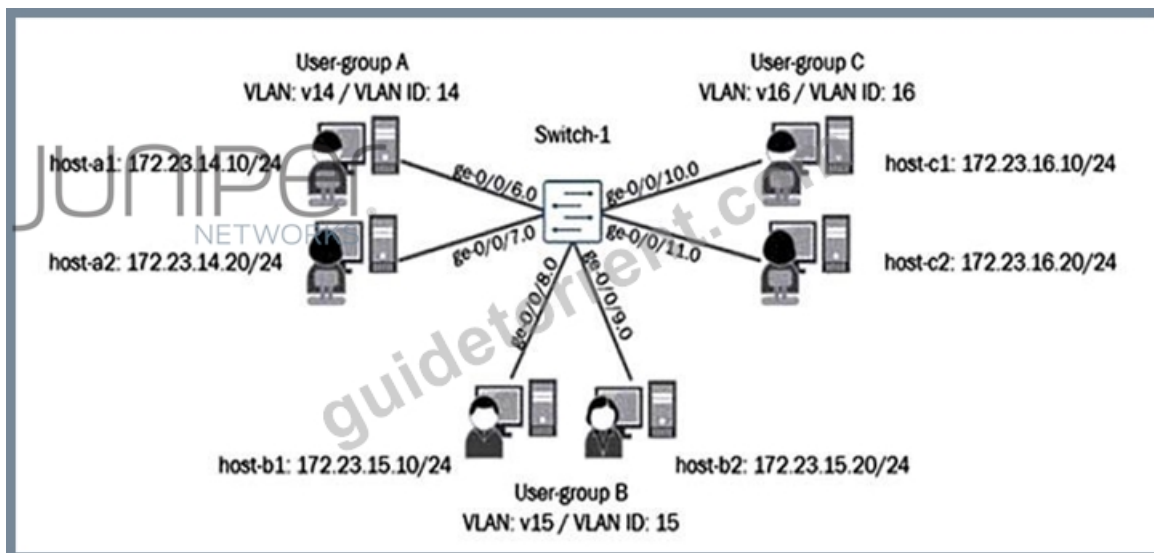 User-group A
VLAN: v14 / VLAN ID: 14
User-group C
VLAN: v16 / VLAN ID: 16
Switch-1
JUNIPEr
NETWORKS
host-a1: 172.23.14.10/24
ge-0/0/6.0
ge-0/0/10.0
host-c1: 172.23.16.10/24
host-a2: 172.23.14.20/24
ge-0/0/7.0
ge-0/0/11.0
host-c2: 172.23.16.20/24
ge-0/0/8.0
ge-0/0/9.0
guidetorrent.com
host-b1: 172.23.15.10/24
host-b2: 172.23.15.20/24
User-group B
VLAN: v15 / VLAN ID: 15